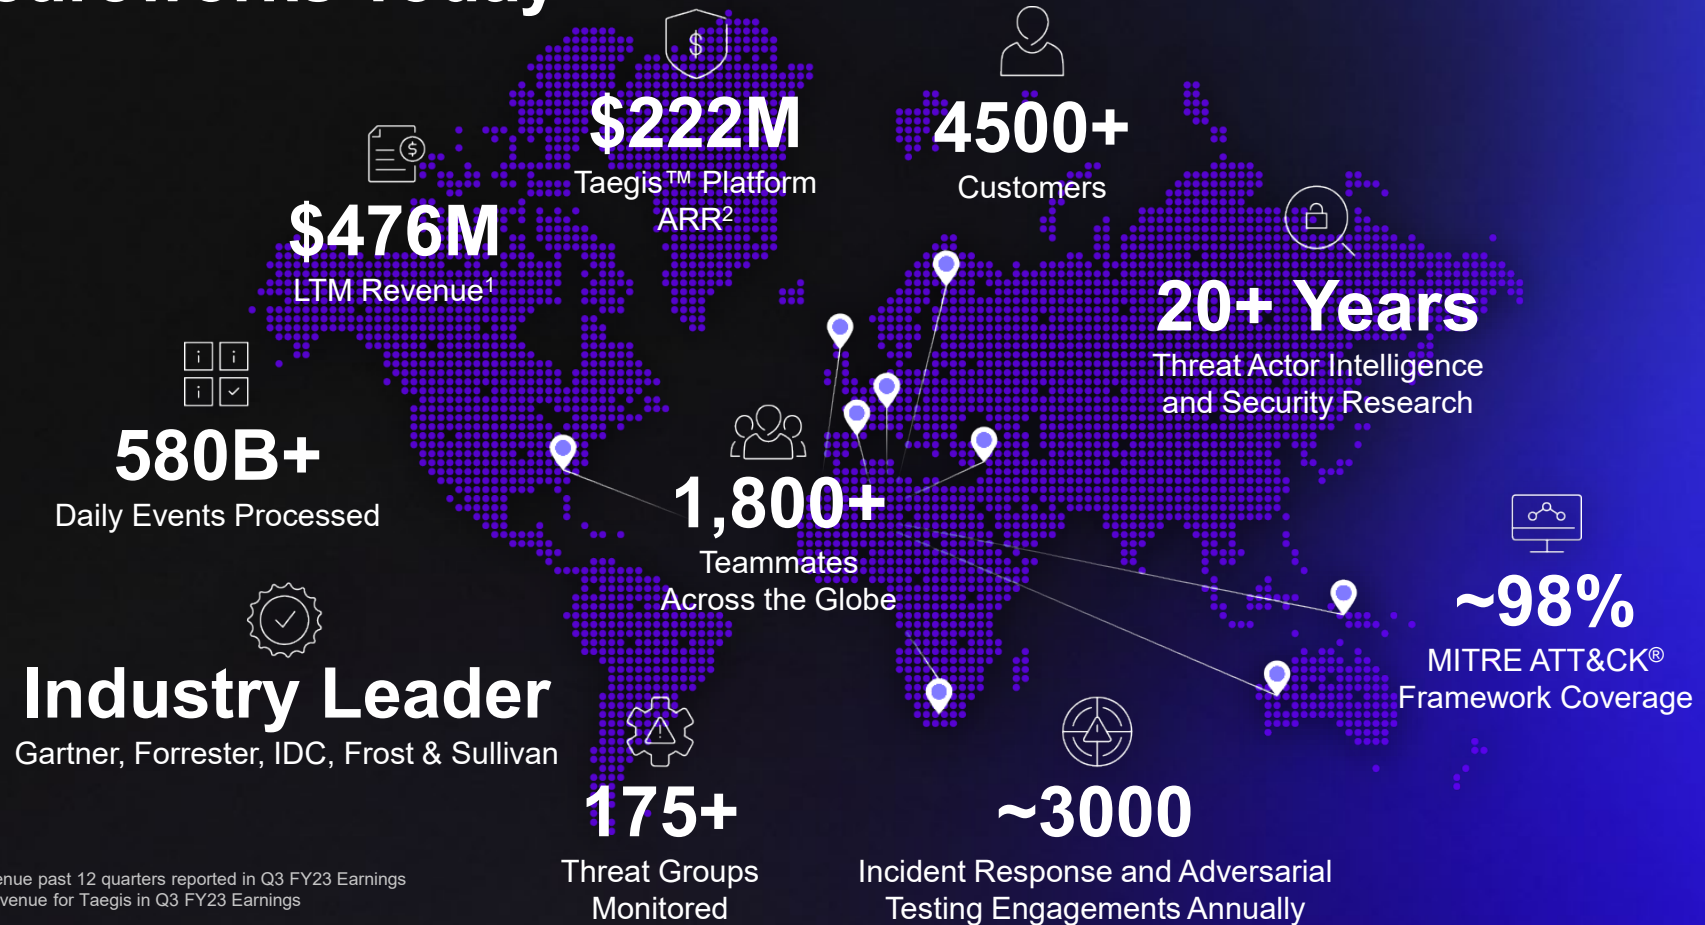 Today
$222M
Taegis™ Platform
ARR²
4500+
Customers
$476M
LTM Revenue¹
20+ Years
Threat Actor Intelligence
and Security Research
580B+
Daily Events Processed
1,800+
Teammates
Across the Globe
~98%
MITRE ATT&CK®
Framework Coverage
Industry Leader
Gartner, Forrester, IDC, Frost & Sullivan
175+
Threat Groups
Monitored
~3000
Incident Response and Adversarial
Testing Engagements Annually
past 12 quarters reported in Q3 FY23 Earnings
for Taegis in Q3 FY23 Earnings